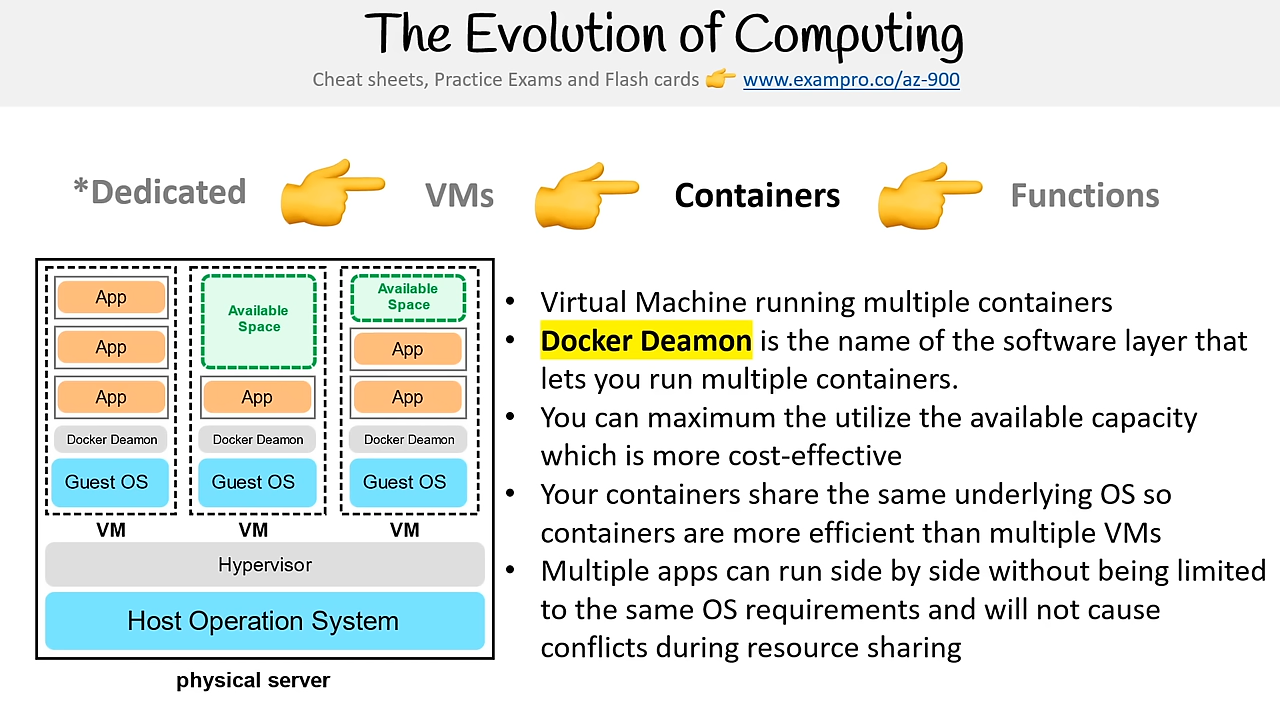 The Evolution of Computing
Cheat sheets, Practice Exams and Flash cards 👉 www.exampro.co/az-900
*Dedicated
VMs
Containers
Functions
App
App
App
Docker Deamon
Guest OS
VM
Available
Space
App
Docker Deamon
Guest OS
VM
Available
Space
App
App
Docker Deamon
Guest OS
VM
Hypervisor
Host Operation System
physical server
• Virtual Machine running multiple containers
• Docker Deamon is the name of the software layer that
lets you run multiple containers.
• You can maximum the utilize the available capacity
which is more cost-effective
• Your containers share the same underlying OS so
containers are more efficient than multiple VMs
• Multiple apps can run side by side without being limited
to the same OS requirements and will not cause
conflicts during resource sharing